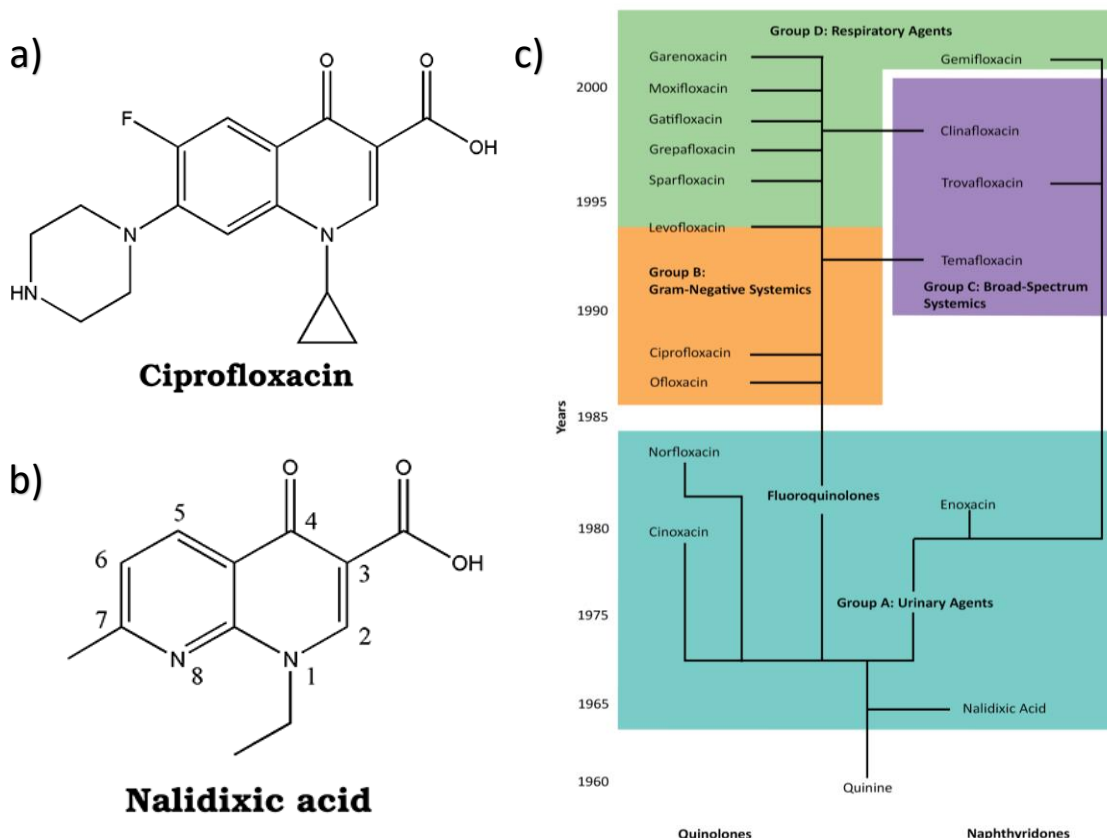 a)
O
O
F
OH
N
N
HN
Ciprofloxacin
b)
O
O
5
4
6
OH
3
7
2
N
N
8
1
Nalidixic acid
c)
Group D: Respiratory Agents
Garenoxacin
Gemifloxacin
2000
Moxifloxacin
Gatifloxacin
Clinafloxacin
Grepafloxacin
Sparfloxacin
Trovafloxacin
1995
Levofloxacin
Group B:
Gram-Negative Systemics
Temafloxacin
Group C: Broad-Spectrum
Systemics
1990
Ciprofloxacin
Ofloxacin
Years
1985
Norfloxacin
Fluoroquinolones
Enoxacin
1980
Cinoxacin
Group A: Urinary Agents
1975
1965
Nalidixic Acid
1960
Quinine
Quinolones
Naphthyridones